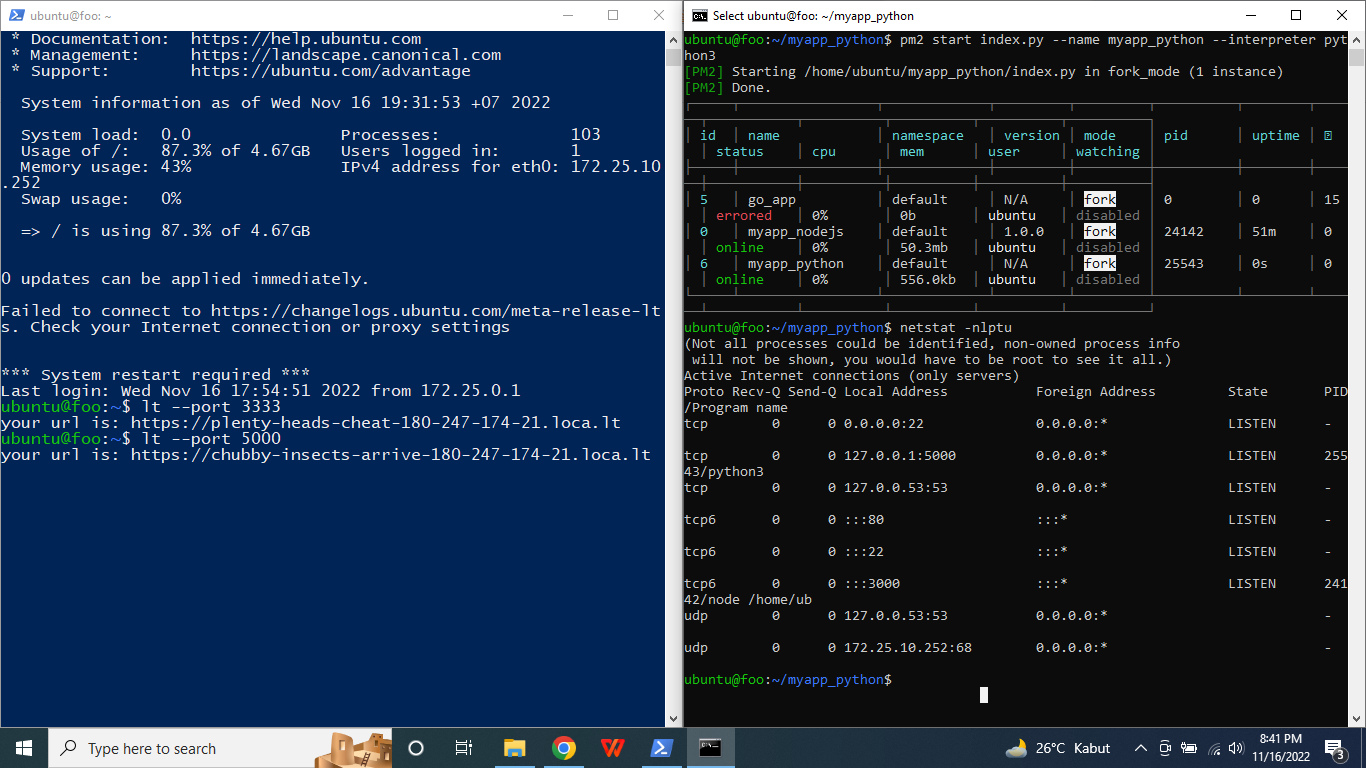 ubuntu@foo: ~
* Documentation:  https://help.ubuntu.com
* Management:     https://landscape.canonical.com
* Support:        https://ubuntu.com/advantage
System information as of Wed Nov 16 19:31:53 +07 2022
System load:  0.0               Processes:             103
Usage of /:   87.3% of 4.67GB   Users logged in:       1
Memory usage: 43%               IPv4 address for eth0: 172.25.10
.252
Swap usage:   0%
=> / is using 87.3% of 4.67GB
0 updates can be applied immediately.
Failed to connect to https://changelogs.ubuntu.com/meta-release-lt
s. Check your Internet connection or proxy settings
*** System restart required ***
Last login: Wed Nov 16 17:54:51 2022 from 172.25.0.1
ubuntu@foo:~$ lt --port 3333
your url is: https://plenty-heads-cheat-180-247-174-21.loca.lt
ubuntu@foo:~$ lt --port 5000
your url is: https://chubby-insects-arrive-180-247-174-21.loca.lt
Select ubuntu@foo: ~/myapp_python
ubuntu@foo:~/myapp_python$ pm2 start index.py --name myapp_python --interpreter pyt
hon3
[PM2] Starting /home/ubuntu/myapp_python/index.py in fork_mode (1 instance)
[PM2] Done.
│ id │ name │ namespace │ version │ mode │ pid │ uptime │
│ status │ cpu │ mem │ user │ watching │
│ 5 │ go_app │ default │ N/A │ fork │ 0 │ 0 │ 15
│ errored │ 0% │ 0b │ ubuntu │ disabled │
│ 0 │ myapp_nodejs │ default │ 1.0.0 │ fork │ 24142 │ 51m │ 0
│ online │ 0% │ 50.3mb │ ubuntu │ disabled │
│ 6 │ myapp_python │ default │ N/A │ fork │ 25543 │ 0s │ 0
│ online │ 0% │ 556.0kb │ ubuntu │ disabled │
ubuntu@foo:~/myapp_python$ netstat -nlptu
(Not all processes could be identified, non-owned process info
will not be shown, you would have to be root to see it all.)
Active Internet connections (only servers)
Proto Recv-Q Send-Q Local Address           Foreign Address         State       PID
/Program name
tcp        0      0 0.0.0.0:22              0.0.0.0:*               LISTEN      -
tcp        0      0 127.0.0.1:5000          0.0.0.0:*               LISTEN      255
43/python3
tcp        0      0 127.0.0.53:53           0.0.0.0:*               LISTEN      -
tcp6       0      0 :::80                   :::*                    LISTEN      -
tcp6       0      0 :::22                   :::*                    LISTEN      -
tcp6       0      0 :::3000                 :::*                    LISTEN      241
42/node /home/ub
udp        0      0 127.0.0.53:53           0.0.0.0:*                           -
udp        0      0 172.25.10.252:68        0.0.0.0:*                           -
ubuntu@foo:~/myapp_python$
Type here to search
26°C Kabut
8:41 PM
11/16/2022
3